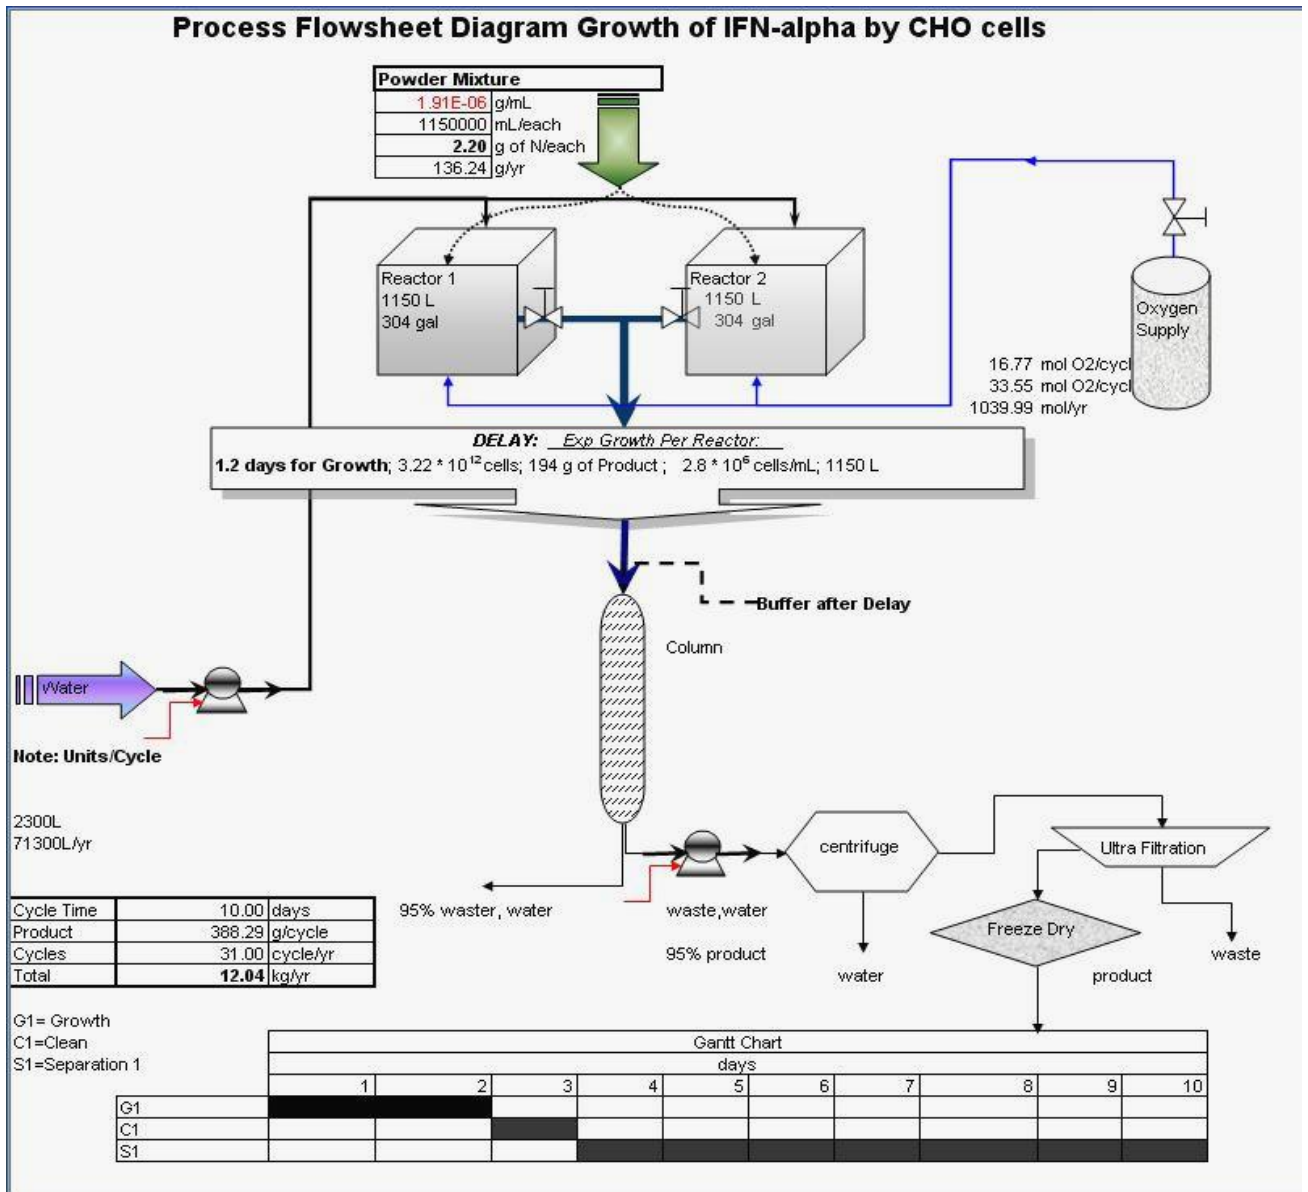 Process Flowsheet Diagram Growth of IFN-alpha by CHO cells
Powder Mixture
1.91E-06 g/mL
1150000 mL/each
2.20 g of N/each
136.24 g/yr
Reactor 1
1150 L
304 gal
Reactor 2
1150 L
304 gal
Oxygen
Supply
16.77 mol O2/cycl
33.55 mol O2/cycl
1039.99 mol/yr
DELAY: Exp Growth Per Reactor:
1.2 days for Growth; 3.22 * 10^12 cells; 194 g of Product ; 2.8 * 10^6 cells/mL; 1150 L
Buffer after Delay
Column
Water
Note: Units/Cycle
2300L
71300L/yr
centrifuge
Ultra Filtration
95% waster, water
waste,water
95% product
Freeze Dry
water
product
waste
Cycle Time 10.00 days
Product 388.29 g/cycle
Cycles 31.00 cycle/yr
Total 12.04 kg/yr
G1= Growth
C1=Clean
S1=Separation 1
Gantt Chart
days
1 2 3 4 5 6 7 8 9 10
G1
C1
S1